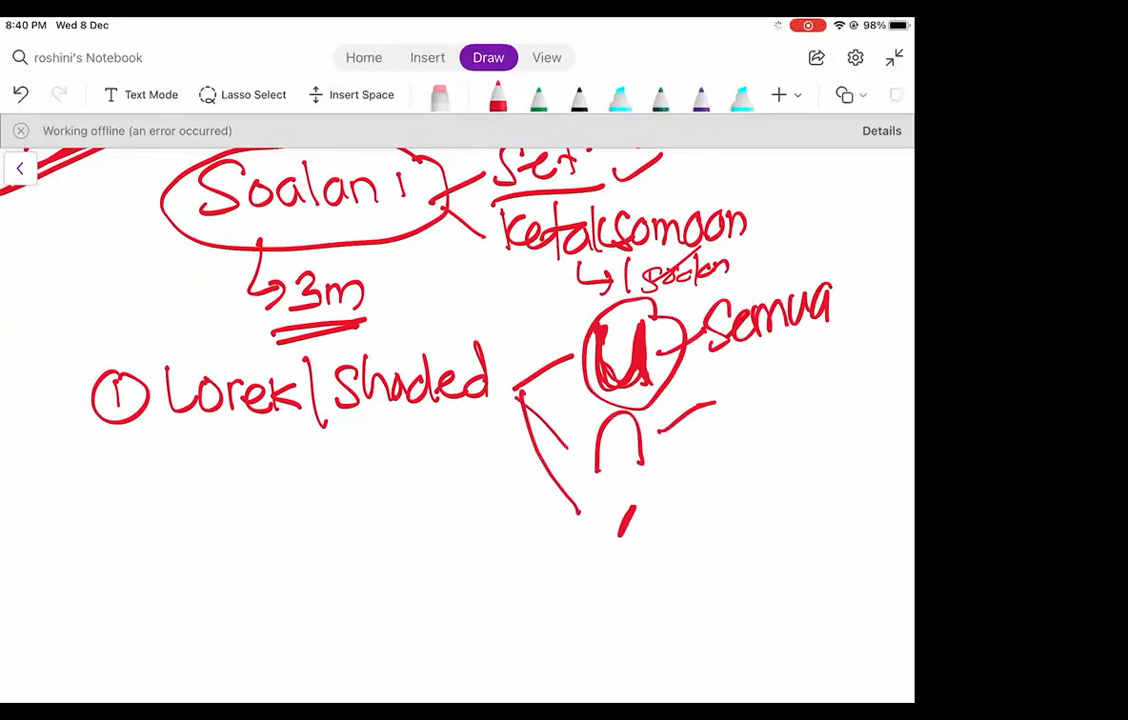 8:40 PM Wed 8 Dec
98%
roshini's Notebook
Home Insert Draw View
Text Mode Lasso Select Insert Space
Working offline (an error occurred)
Details
Set
Soalan 1
ketaksamaan
↳ 1 soalan
↳ 3m
U Semua
① Lorek/Shaded
∩
'